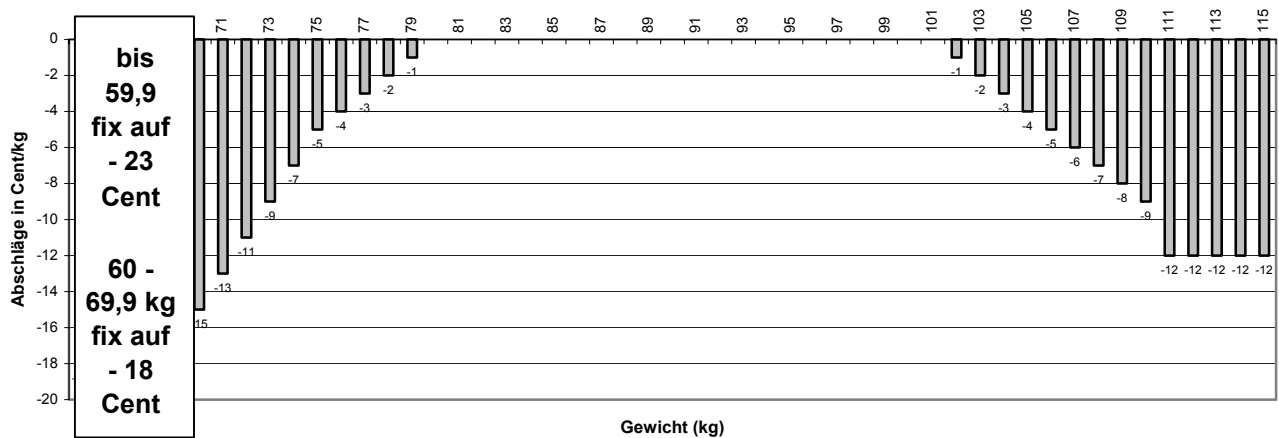 71 73 75 77 79 81 83 85 87 89 91 93 95 97 99 101 103 105 107 109 111 113 115
0
-2
-4
-6
-8
-10
-12
-14
-16
-18
-20
Abschläge in Cent/kg
bis
59,9
fix auf
- 23
Cent
60 -
69,9 kg
fix auf
- 18
Cent
15 -13 -11 -9 -7 -5 -4 -3 -2 -1 -1 -2 -3 -4 -5 -6 -7 -8 -9 -12 -12 -12 -12 -12
Gewicht (kg)